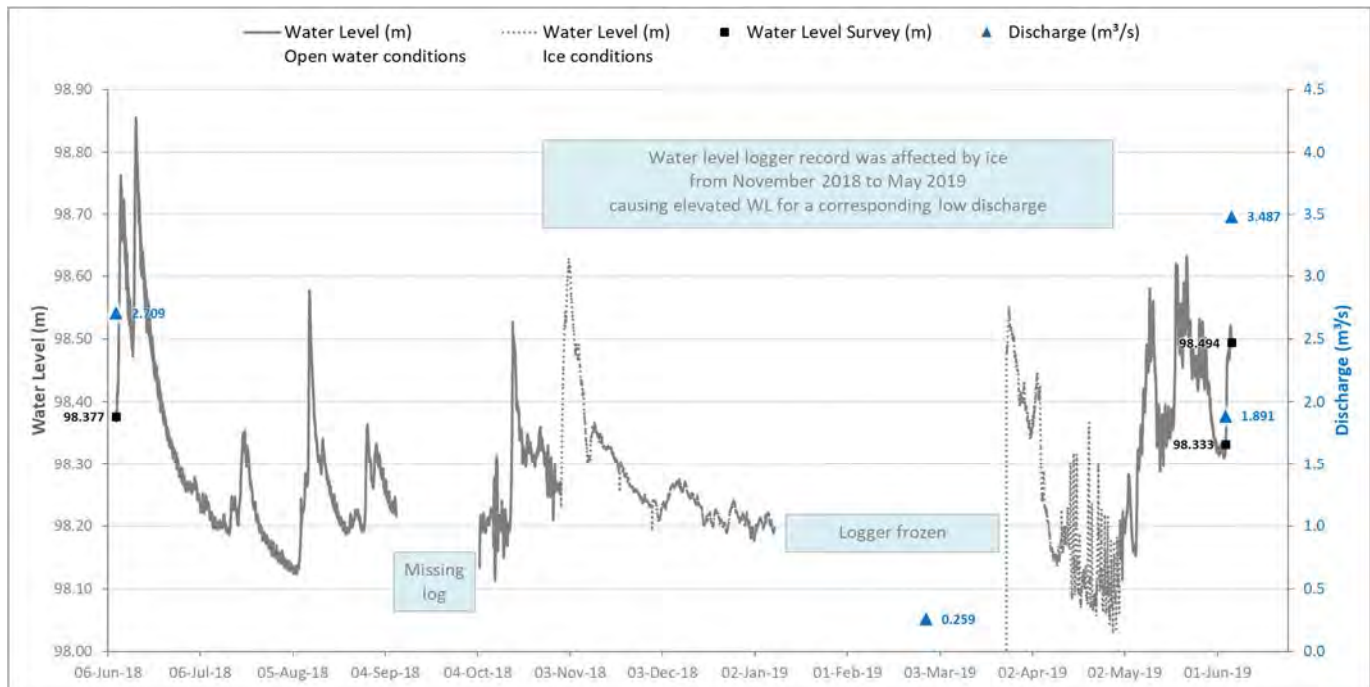 Water Level (m)
Open water conditions
Water Level (m)
Ice conditions
Water Level Survey (m)
Discharge (m³/s)
Water Level (m)
98.90
98.80
98.70
98.60
98.50
98.40
98.30
98.20
98.10
98.00
Water level logger record was affected by ice
from November 2018 to May 2019
causing elevated WL for a corresponding low discharge
2.709
98.377
Missing
log
Logger frozen
0.259
3.487
98.494
1.891
98.333
4.5
4.0
3.5
3.0
2.5
2.0
1.5
1.0
0.5
0.0
Discharge (m³/s)
06-Jun-18 06-Jul-18 05-Aug-18 04-Sep-18 04-Oct-18 03-Nov-18 03-Dec-18 02-Jan-19 01-Feb-19 03-Mar-19 02-Apr-19 02-May-19 01-Jun-19